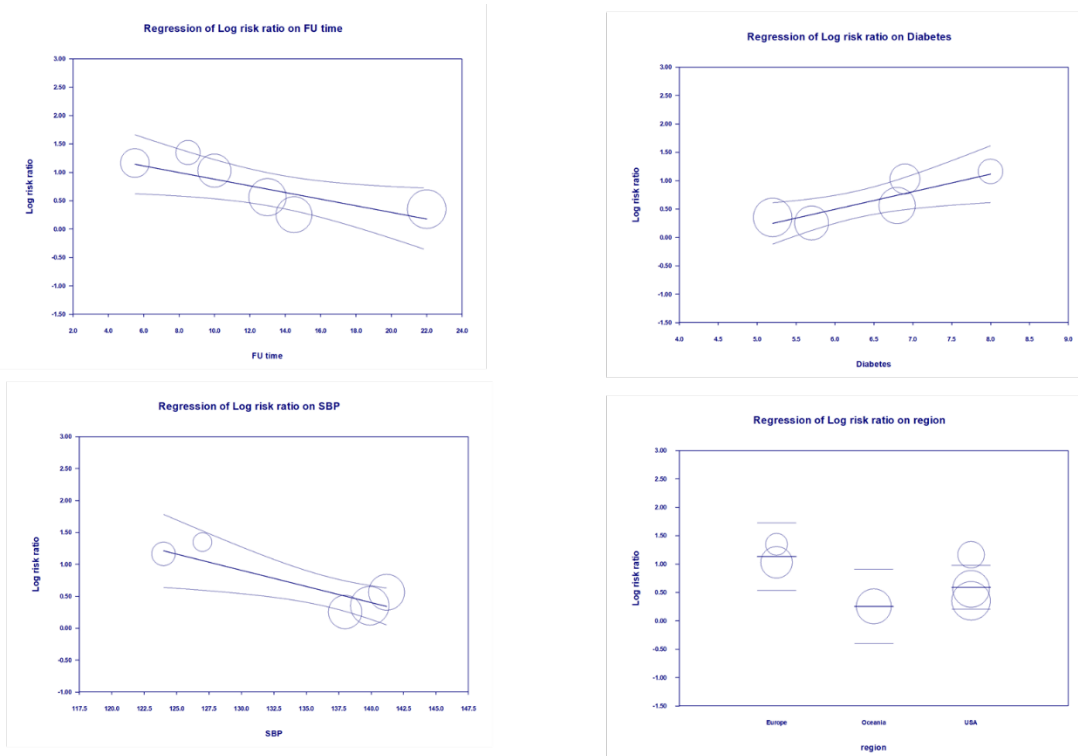 Regression of Log risk ratio on FU time
3.00
2.50
2.00
1.50
1.00
0.50
0.00
-0.50
-1.00
-1.50
Log risk ratio
2.0 4.0 6.0 8.0 10.0 12.0 14.0 16.0 18.0 20.0 22.0 24.0
FU time
Regression of Log risk ratio on Diabetes
3.00
2.50
2.00
1.50
1.00
0.50
0.00
-0.50
-1.00
-1.50
Log risk ratio
4.0 4.5 5.0 5.5 6.0 6.5 7.0 7.5 8.0 8.5 9.0
Diabetes
Regression of Log risk ratio on SBP
3.00
2.50
2.00
1.50
1.00
0.50
0.00
-0.50
-1.00
Log risk ratio
117.5 120.0 122.5 125.0 127.5 130.0 132.5 135.0 137.5 140.0 142.5 145.0 147.5
SBP
Regression of Log risk ratio on region
3.00
2.50
2.00
1.50
1.00
0.50
0.00
-0.50
-1.00
-1.50
Log risk ratio
Europe Oceania USA
region